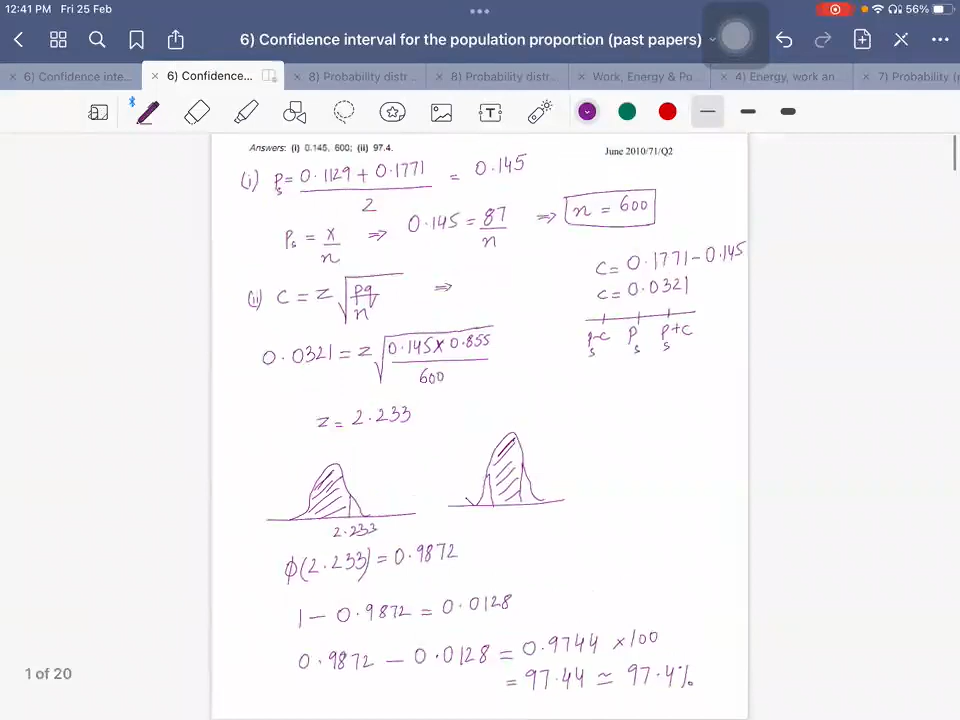 12:41 PM Fri 25 Feb
56%
6) Confidence interval for the population proportion (past papers)
6) Confidence inte...
6) Confidence...
8) Probability distr...
8) Probability distr...
Work, Energy & Po...
4) Energy, work an
7) Probability (
Answers: (i) 0.145, 600; (ii) 97.4.
June 2010/71/Q2
(i) Ps = 0.1129 + 0.1771 / 2 = 0.145
Ps = x/n ⇒ 0.145 = 87/n ⇒ n = 600
C = 0.1771 - 0.145
C = 0.0321
Ps-C Ps Ps+C
(ii) C = z √(pq/n) ⇒
0.0321 = z √(0.145 x 0.855 / 600)
z = 2.233
2.233
φ(2.233) = 0.9872
1 - 0.9872 = 0.0128
0.9872 - 0.0128 = 0.9744 x100
= 97.44 ≃ 97.4%
1 of 20